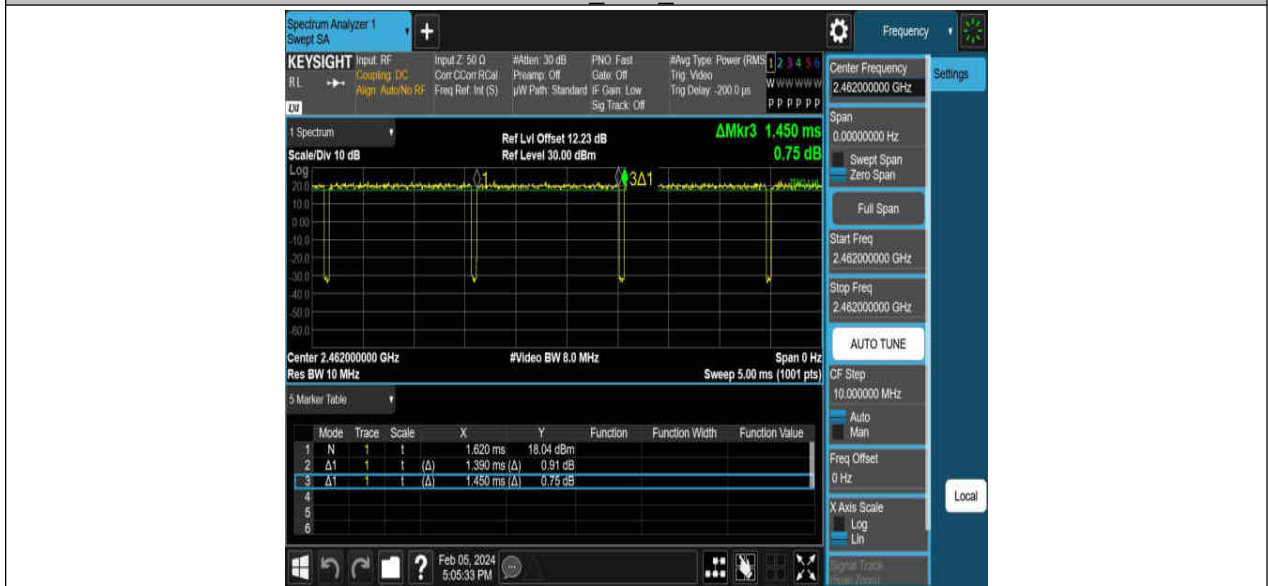 Spectrum Analyzer 1
Swept SA
+
Frequency
KEYSIGHT
RL
LXI
Input: RF
Coupling: DC
Align: Auto/No RF
Input Z: 50 Ω
Corr CCorr RCal
Freq Ref: Int (S)
#Atten: 30 dB
Preamp: Off
µW Path: Standard
PNO: Fast
Gate: Off
IF Gain: Low
Sig Track: Off
#Avg Type: Power (RMS
Trig: Video
Trig Delay: -200.0 µs
1 2 3 4 5 6
W W W W W W
P P P P P P
1 Spectrum
Scale/Div 10 dB
Ref Lvl Offset 12.23 dB
Ref Level 30.00 dBm
ΔMkr3 1.450 ms
0.75 dB
Log
20.0
10.0
0.00
-10.0
-20.0
-30.0
-40.0
-50.0
-60.0
1
3Δ1
Center 2.462000000 GHz
#Video BW 8.0 MHz
Span 0 Hz
Res BW 10 MHz
Sweep 5.00 ms (1001 pts)
5 Marker Table
Mode Trace Scale X Y Function Function Width Function Value
1 N 1 t 1.620 ms 18.04 dBm
2 Δ1 1 t (Δ) 1.390 ms (Δ) 0.91 dB
3 Δ1 1 t (Δ) 1.450 ms (Δ) 0.75 dB
4
5
6
Center Frequency
2.462000000 GHz
Settings
Span
0.00000000 Hz
Swept Span
Zero Span
Full Span
Start Freq
2.462000000 GHz
Stop Freq
2.462000000 GHz
AUTO TUNE
CF Step
10.000000 MHz
Auto
Man
Freq Offset
0 Hz
X Axis Scale
Log
Lin
Signal Track
(Span Zoom)
Local
?
Feb 05, 2024
5:05:33 PM